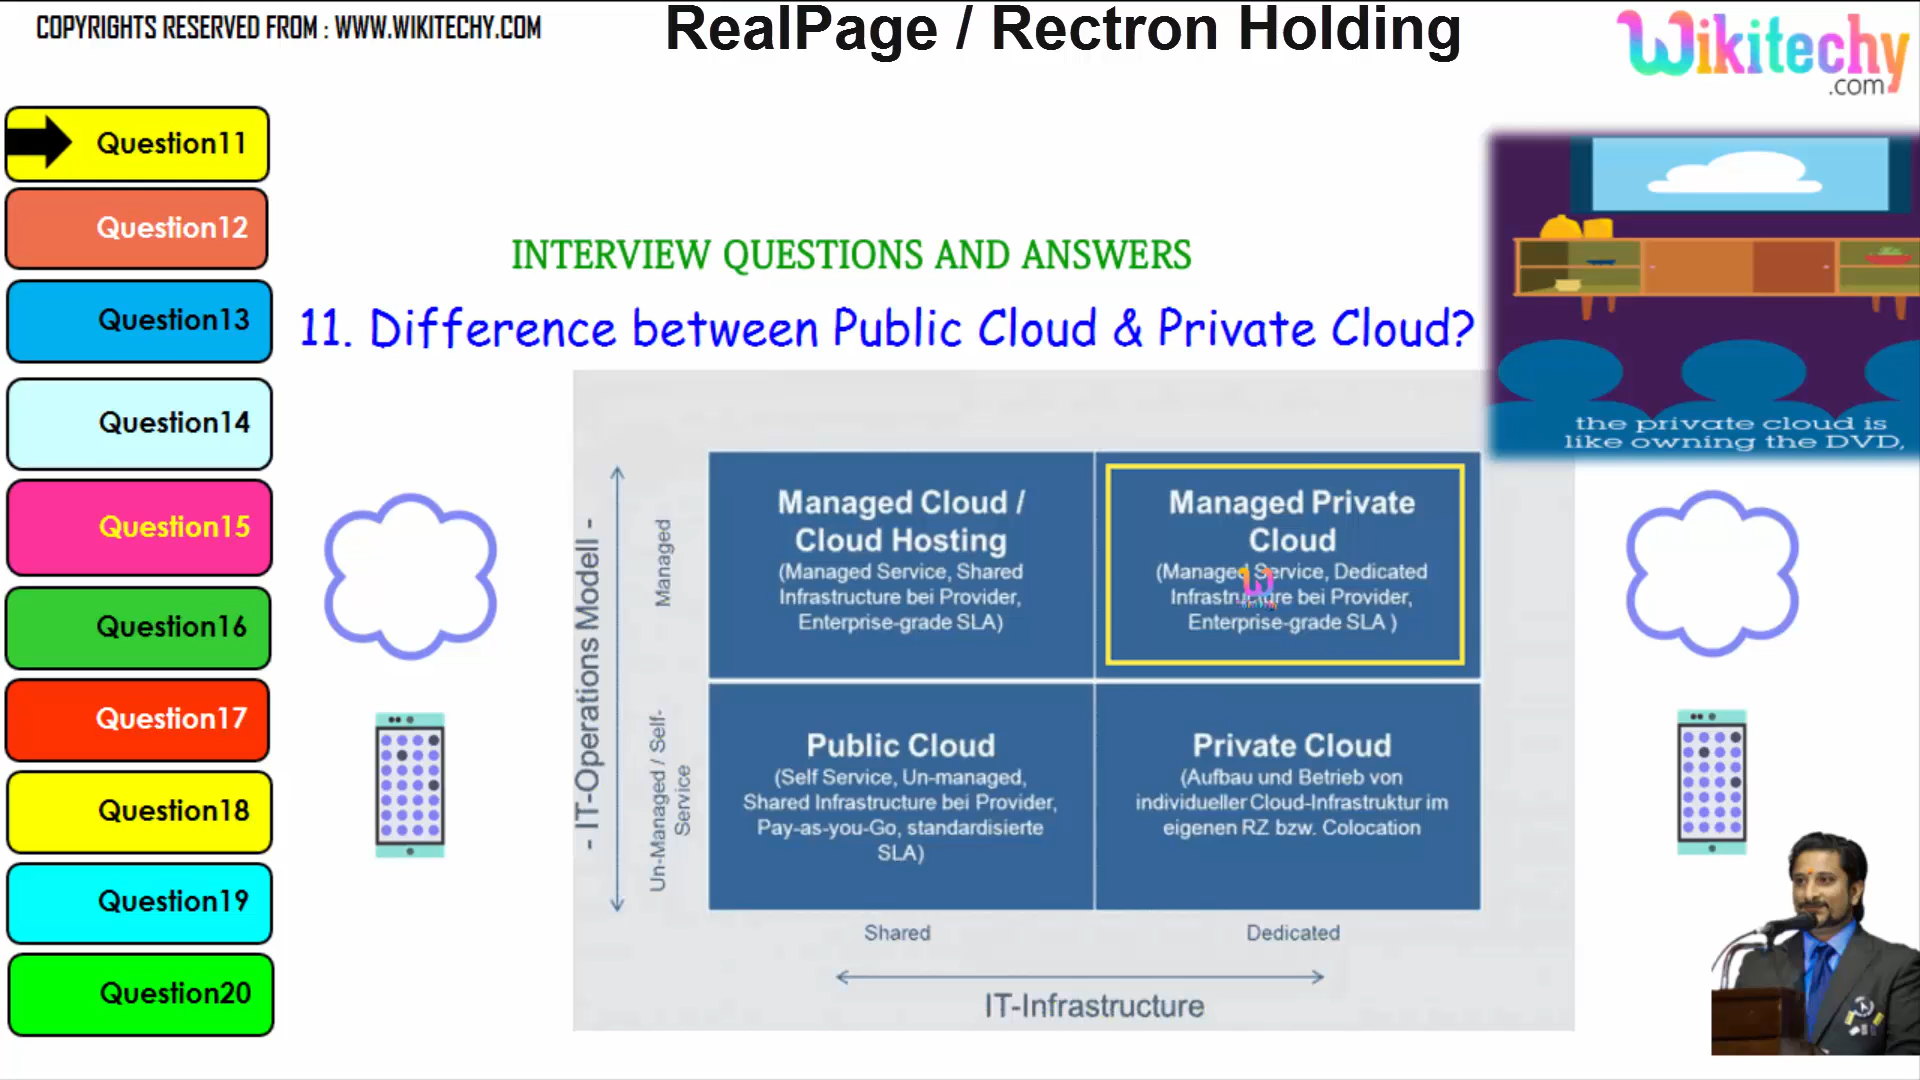 COPYRIGHTS RESERVED FROM : WWW.WIKITECHY.COM
RealPage / Rectron Holding
Wikitechy
.com
Question11
Question12
Question13
Question14
Question15
Question16
Question17
Question18
Question19
Question20
INTERVIEW QUESTIONS AND ANSWERS
11. Difference between Public Cloud & Private Cloud?
the private cloud is
like owning the DVD,
- IT-Operations Modell -
Managed
Un-Managed / Self-
Service
Managed Cloud /
Cloud Hosting
(Managed Service, Shared
Infrastructure bei Provider,
Enterprise-grade SLA)
Managed Private
Cloud
(Managed Service, Dedicated
Infrastructure bei Provider,
Enterprise-grade SLA )
Public Cloud
(Self Service, Un-managed,
Shared Infrastructure bei Provider,
Pay-as-you-Go, standardisierte
SLA)
Private Cloud
(Aufbau und Betrieb von
individueller Cloud-Infrastruktur im
eigenen RZ bzw. Colocation
Shared
Dedicated
IT-Infrastructure